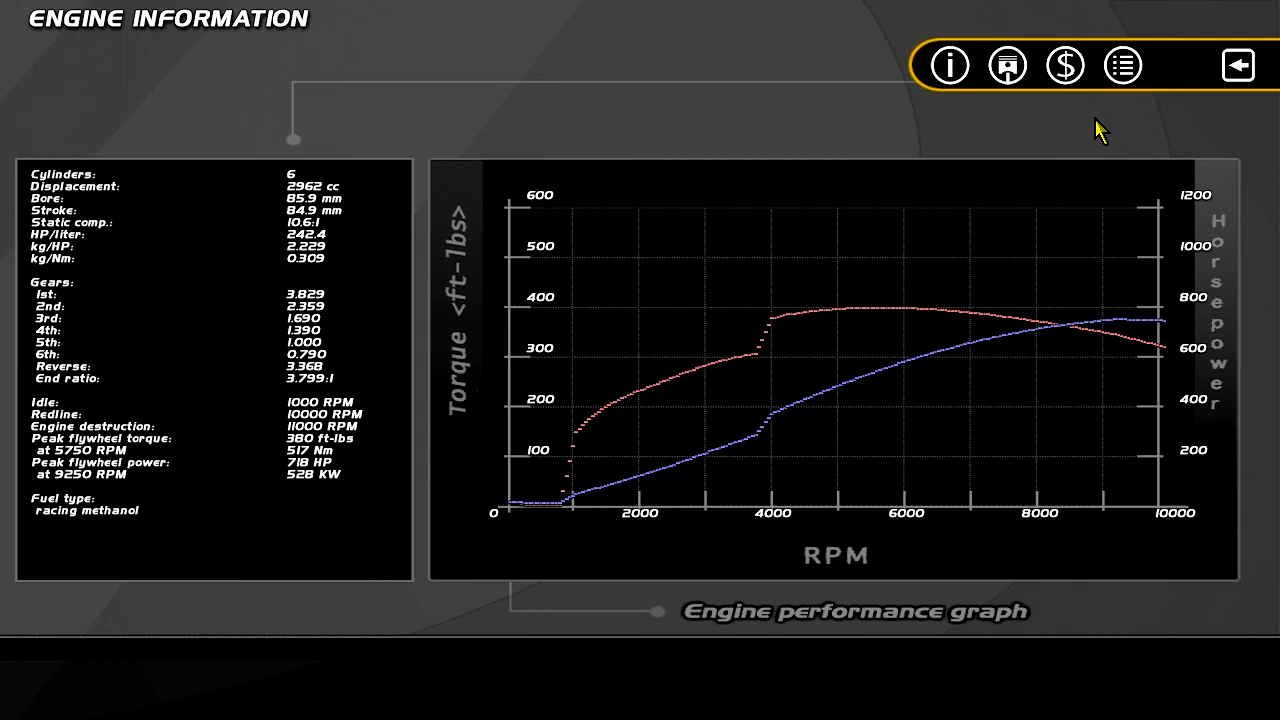 ENGINE INFORMATION
i $
Cylinders: 6
Displacement: 2962 cc
Bore: 85.9 mm
Stroke: 84.9 mm
Static comp.: 10.6:1
HP/liter: 242.4
kg/HP: 2.229
kg/Nm: 0.309
Gears:
1st: 3.829
2nd: 2.359
3rd: 1.690
4th: 1.390
5th: 1.000
6th: 0.790
Reverse: 3.368
End ratio: 3.799:1
Idle: 1000 RPM
Redline: 10000 RPM
Engine destruction: 11000 RPM
Peak flywheel torque: 380 ft-lbs
at 5750 RPM 517 Nm
Peak flywheel power: 718 HP
at 9250 RPM 528 KW
Fuel type:
racing methanol
Torque <ft-lbs>
600 1200
500 1000
400 800
300 600
200 400
100 200
0 2000 4000 6000 8000 10000
RPM
Horsepower
Engine performance graph